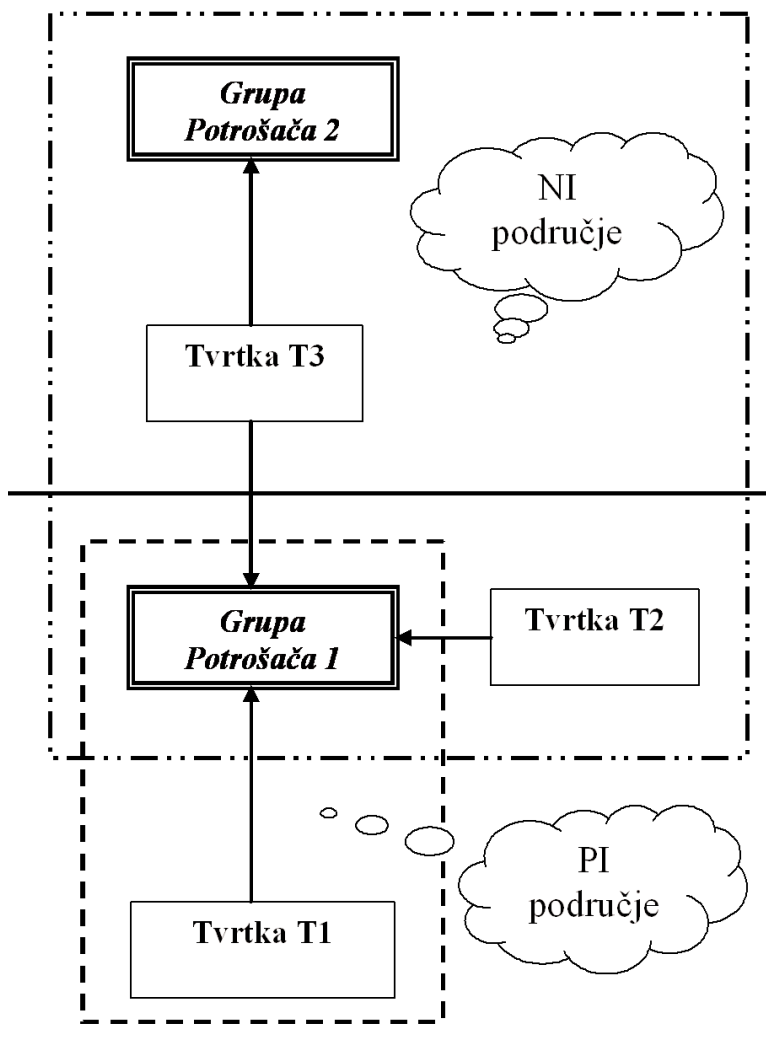 Grupa
Potrošača 2
NI
područje
Tvrtka T3
Grupa
Potrošača 1
Tvrtka T2
PI
područje
Tvrtka T1